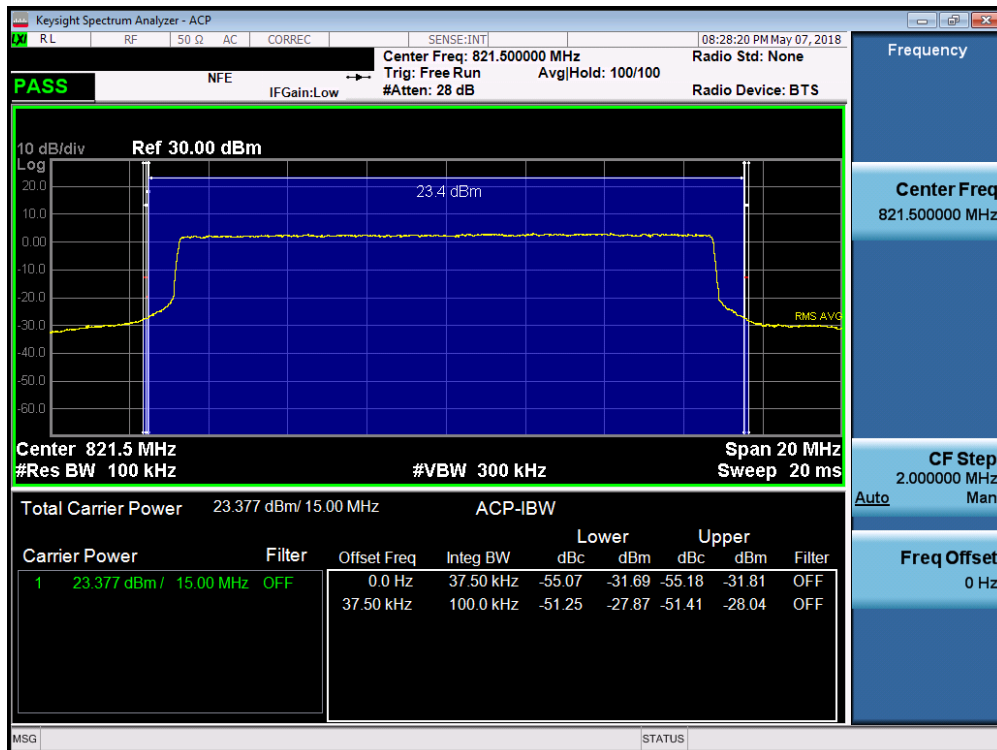 Keysight Spectrum Analyzer - ACP
LXI RL RF 50 Ω AC CORREC SENSE:INT 08:28:20 PM May 07, 2018
Center Freq: 821.500000 MHz Radio Std: None
NFE Trig: Free Run Avg|Hold: 100/100
PASS IFGain:Low #Atten: 28 dB Radio Device: BTS
10 dB/div Ref 30.00 dBm
Log
20.0
23.4 dBm
10.0
0.00
-10.0
-20.0
-30.0
RMS AVG
-40.0
-50.0
-60.0
Center 821.5 MHz Span 20 MHz
#Res BW 100 kHz #VBW 300 kHz Sweep 20 ms
Total Carrier Power 23.377 dBm/ 15.00 MHz ACP-IBW
Lower Upper
Carrier Power Filter Offset Freq Integ BW dBc dBm dBc dBm Filter
1 23.377 dBm / 15.00 MHz OFF 0.0 Hz 37.50 kHz -55.07 -31.69 -55.18 -31.81 OFF
37.50 kHz 100.0 kHz -51.25 -27.87 -51.41 -28.04 OFF
Frequency
Center Freq
821.500000 MHz
CF Step
2.000000 MHz
Auto Man
Freq Offset
0 Hz
MSG STATUS